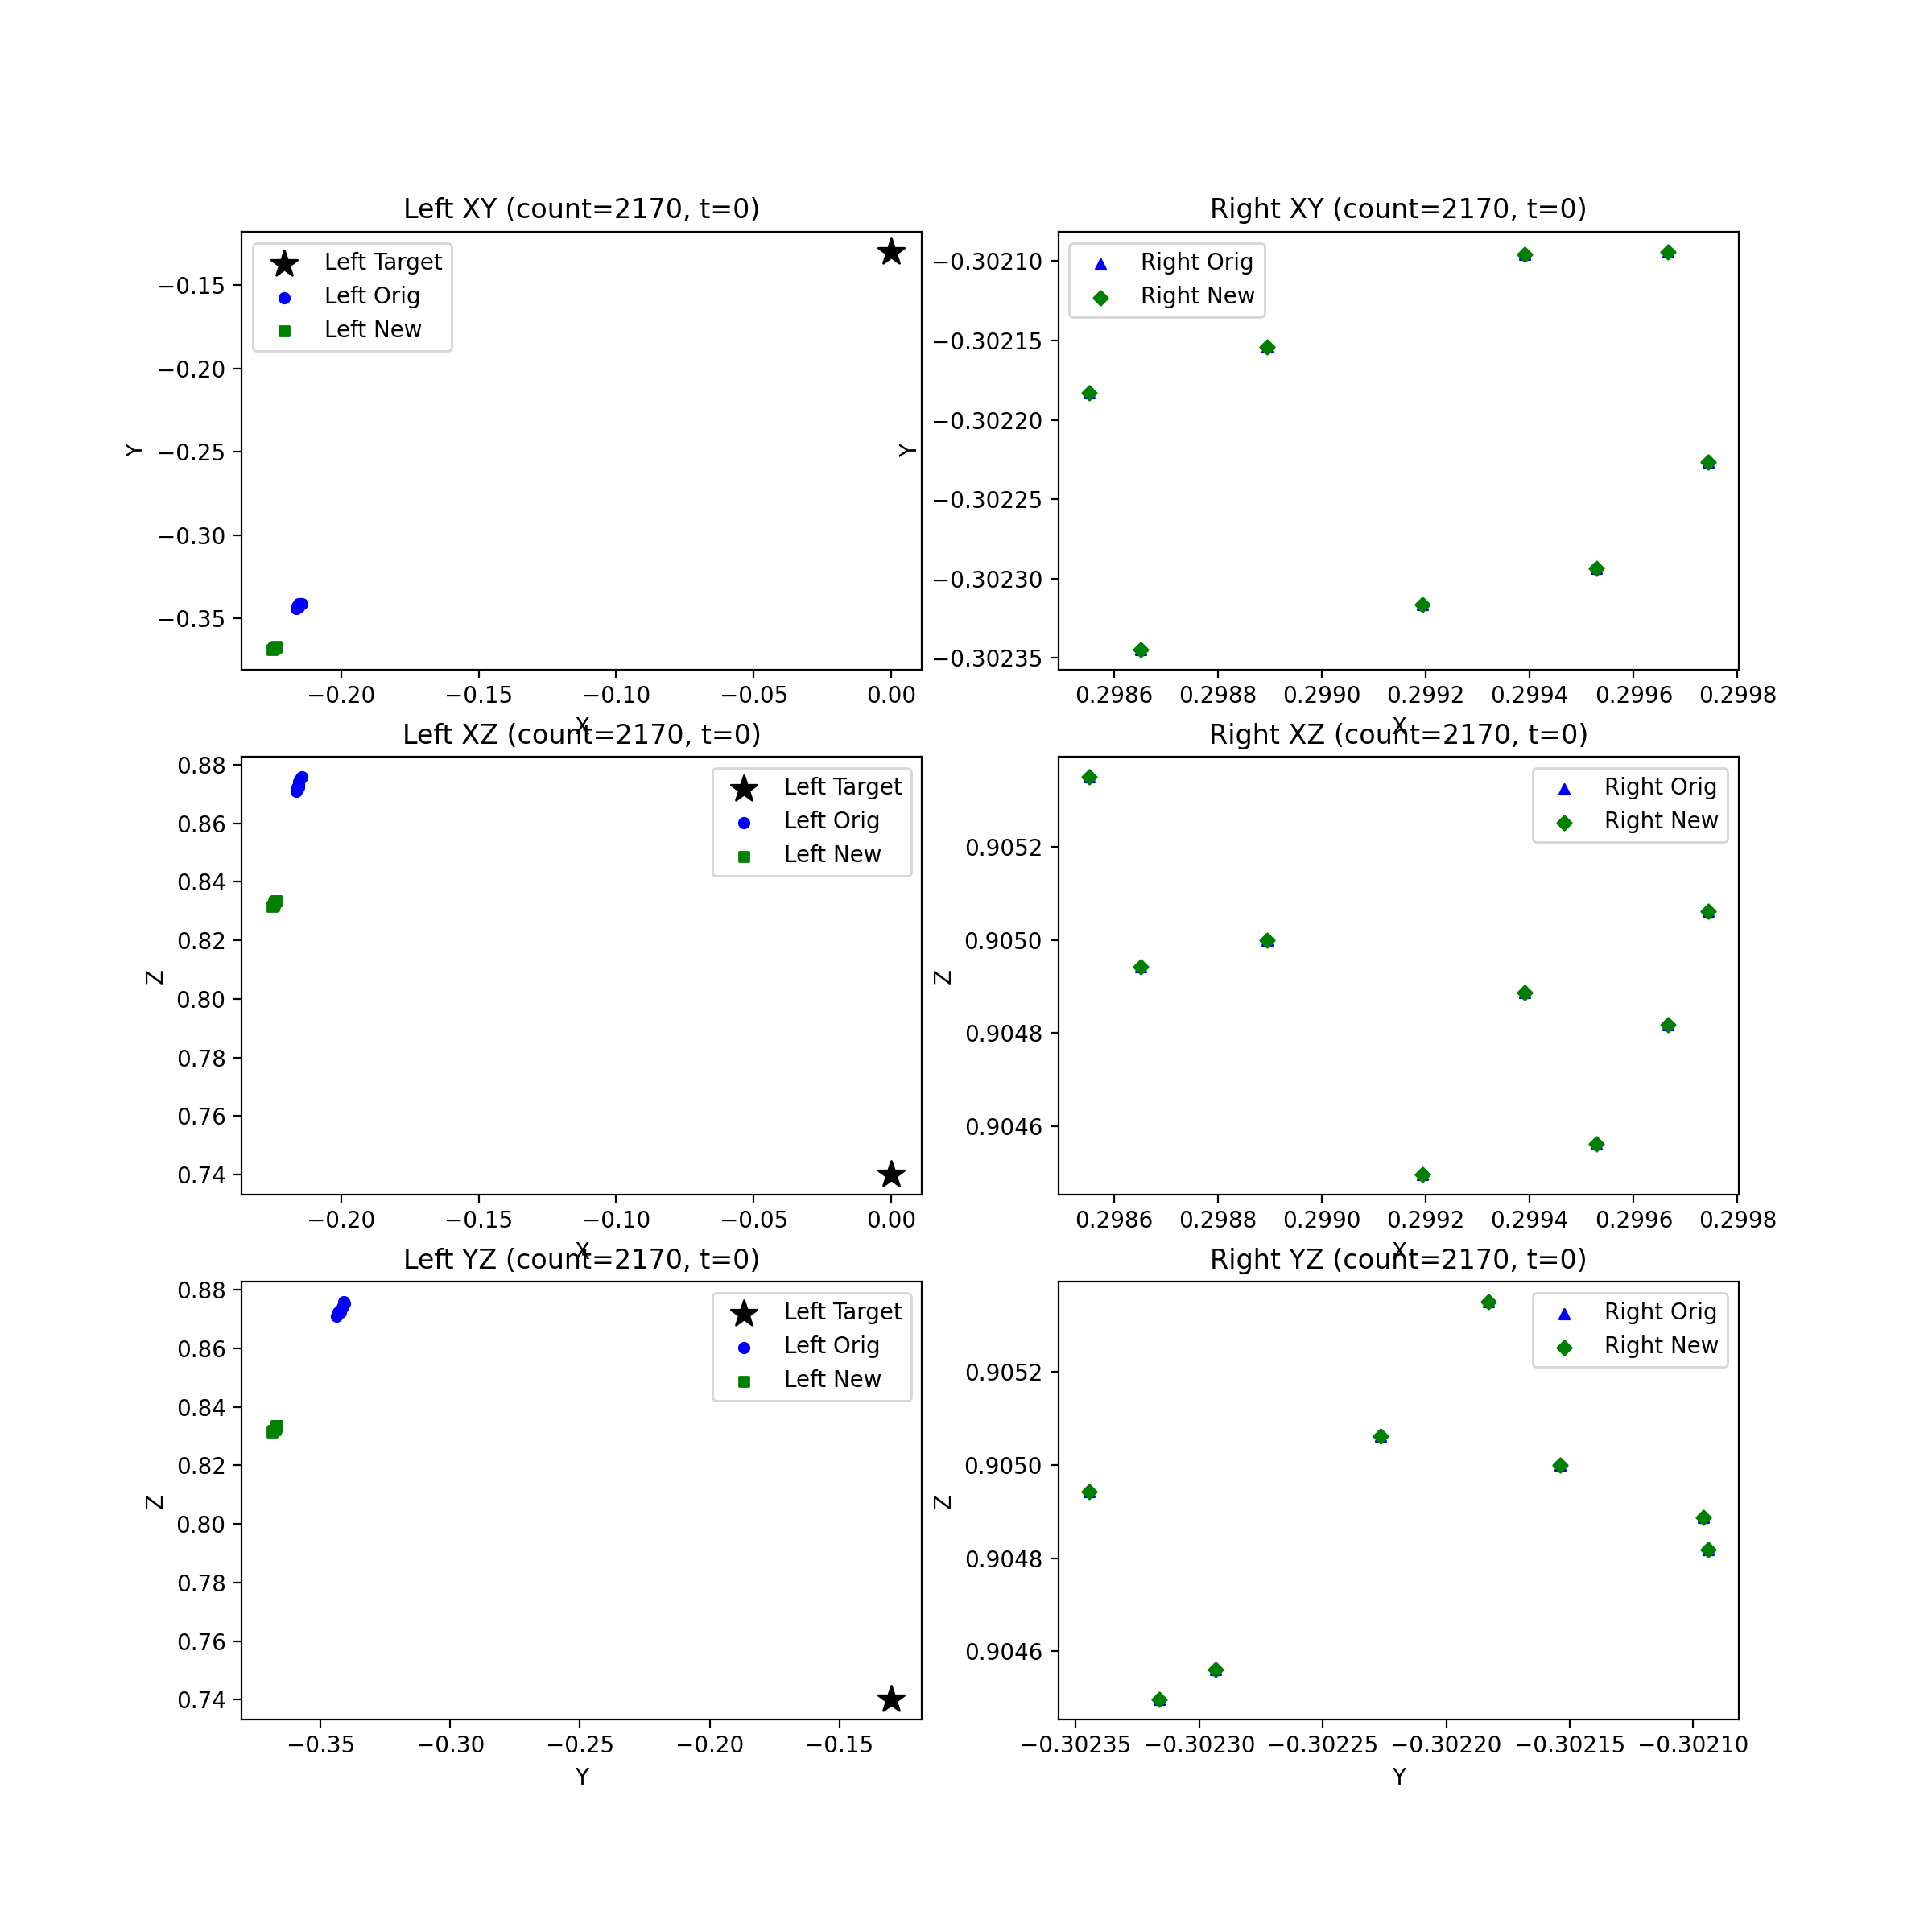 Left XY (count=2170, t=0)
Left Target
Left Orig
Left New
−0.15
−0.20
−0.25
−0.30
−0.35
Y
−0.20 −0.15 −0.10 −0.05 0.00
X
Right XY (count=2170, t=0)
Right Orig
Right New
−0.30210
−0.30215
−0.30220
−0.30225
−0.30230
−0.30235
Y
0.2986 0.2988 0.2990 0.2992 0.2994 0.2996 0.2998
X
Left XZ (count=2170, t=0)
Left Target
Left Orig
Left New
0.88
0.86
0.84
0.82
0.80
0.78
0.76
0.74
Z
−0.20 −0.15 −0.10 −0.05 0.00
X
Right XZ (count=2170, t=0)
Right Orig
Right New
0.9052
0.9050
0.9048
0.9046
Z
0.2986 0.2988 0.2990 0.2992 0.2994 0.2996 0.2998
X
Left YZ (count=2170, t=0)
Left Target
Left Orig
Left New
0.88
0.86
0.84
0.82
0.80
0.78
0.76
0.74
Z
−0.35 −0.30 −0.25 −0.20 −0.15
Y
Right YZ (count=2170, t=0)
Right Orig
Right New
0.9052
0.9050
0.9048
0.9046
Z
−0.30235 −0.30230 −0.30225 −0.30220 −0.30215 −0.30210
Y